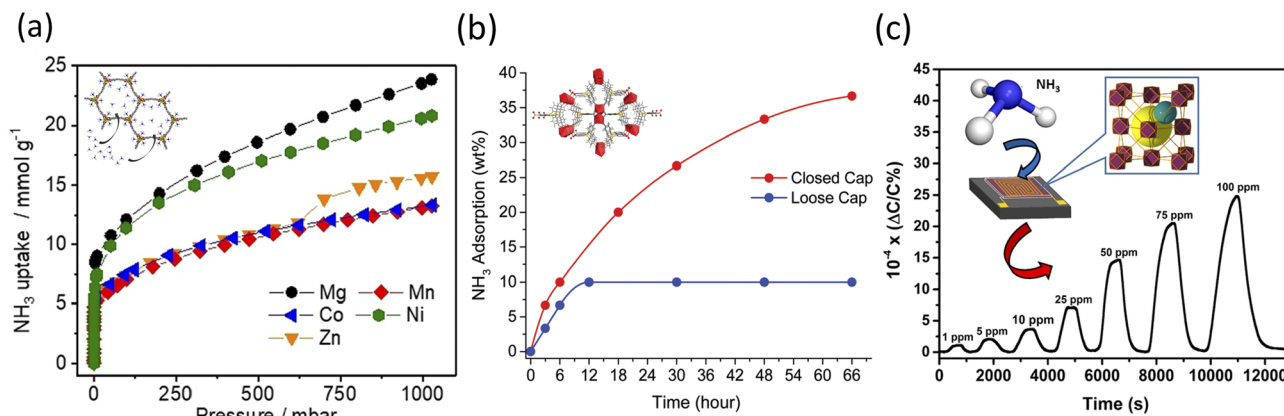 (a)
NH₃ uptake / mmol g⁻¹
25
20
15
10
5
0
0
250
500
750
1000
Pressure / mbar
Mg
Mn
Co
Ni
Zn
(b)
NH₃ Adsorption (wt%)
40
35
30
25
20
15
10
5
0
0 6 12 18 24 30 36 42 48 54 60 66
Time (hour)
Closed Cap
Loose Cap
(c)
10⁻⁴ x (ΔC/C%)
45
40
35
30
25
20
15
10
5
0
0 2000 4000 6000 8000 10000 12000
Time (s)
NH₃
1 ppm
5 ppm
10 ppm
25 ppm
50 ppm
75 ppm
100 ppm